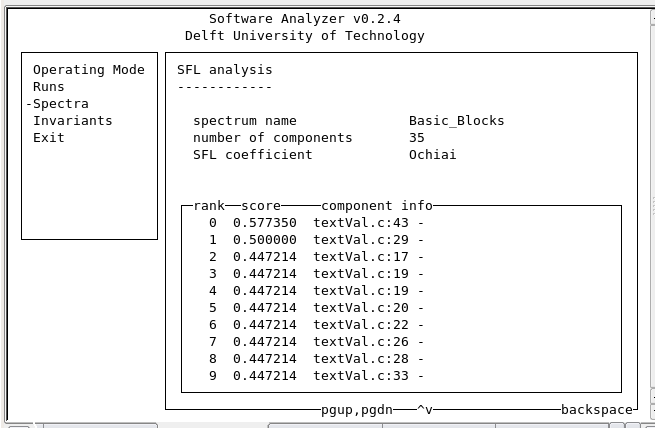 Software Analyzer v0.2.4
Delft University of Technology
Operating Mode
Runs
-Spectra
Invariants
Exit
SFL analysis
------------
spectrum name Basic_Blocks
number of components 35
SFL coefficient Ochiai
rank score component info
0 0.577350 textVal.c:43 -
1 0.500000 textVal.c:29 -
2 0.447214 textVal.c:17 -
3 0.447214 textVal.c:19 -
4 0.447214 textVal.c:19 -
5 0.447214 textVal.c:20 -
6 0.447214 textVal.c:22 -
7 0.447214 textVal.c:26 -
8 0.447214 textVal.c:28 -
9 0.447214 textVal.c:33 -
pgup,pgdn ^v backspace